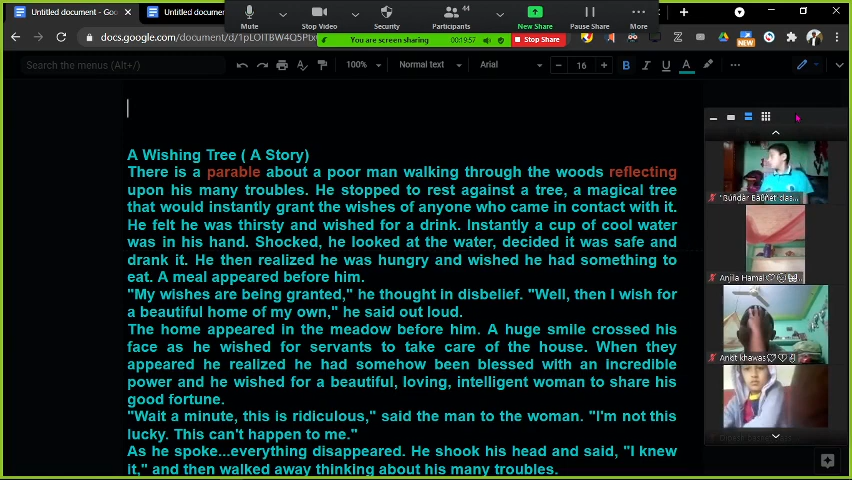 Untitled document - Goo
Untitled documen
Mute
Stop Video
Security
44
Participants
New Share
Pause Share
More
docs.google.com/document/d/1pLOITBW4Q5Px
You are screen sharing
00:19:57
Stop Share
NEW
Search the menus (Alt+/)
100%
Normal text
Arial
16
B I U A
A Wishing Tree ( A Story)
There is a parable about a poor man walking through the woods reflecting
upon his many troubles. He stopped to rest against a tree, a magical tree
that would instantly grant the wishes of anyone who came in contact with it.
He felt he was thirsty and wished for a drink. Instantly a cup of cool water
was in his hand. Shocked, he looked at the water, decided it was safe and
drank it. He then realized he was hungry and wished he had something to
eat. A meal appeared before him.
"My wishes are being granted," he thought in disbelief. "Well, then I wish for
a beautiful home of my own," he said out loud.
The home appeared in the meadow before him. A huge smile crossed his
face as he wished for servants to take care of the house. When they
appeared he realized he had somehow been blessed with an incredible
power and he wished for a beautiful, loving, intelligent woman to share his
good fortune.
"Wait a minute, this is ridiculous," said the man to the woman. "I'm not this
lucky. This can't happen to me."
As he spoke...everything disappeared. He shook his head and said, "I knew
it," and then walked away thinking about his many troubles.
Anjila Hamal
Anist khawas